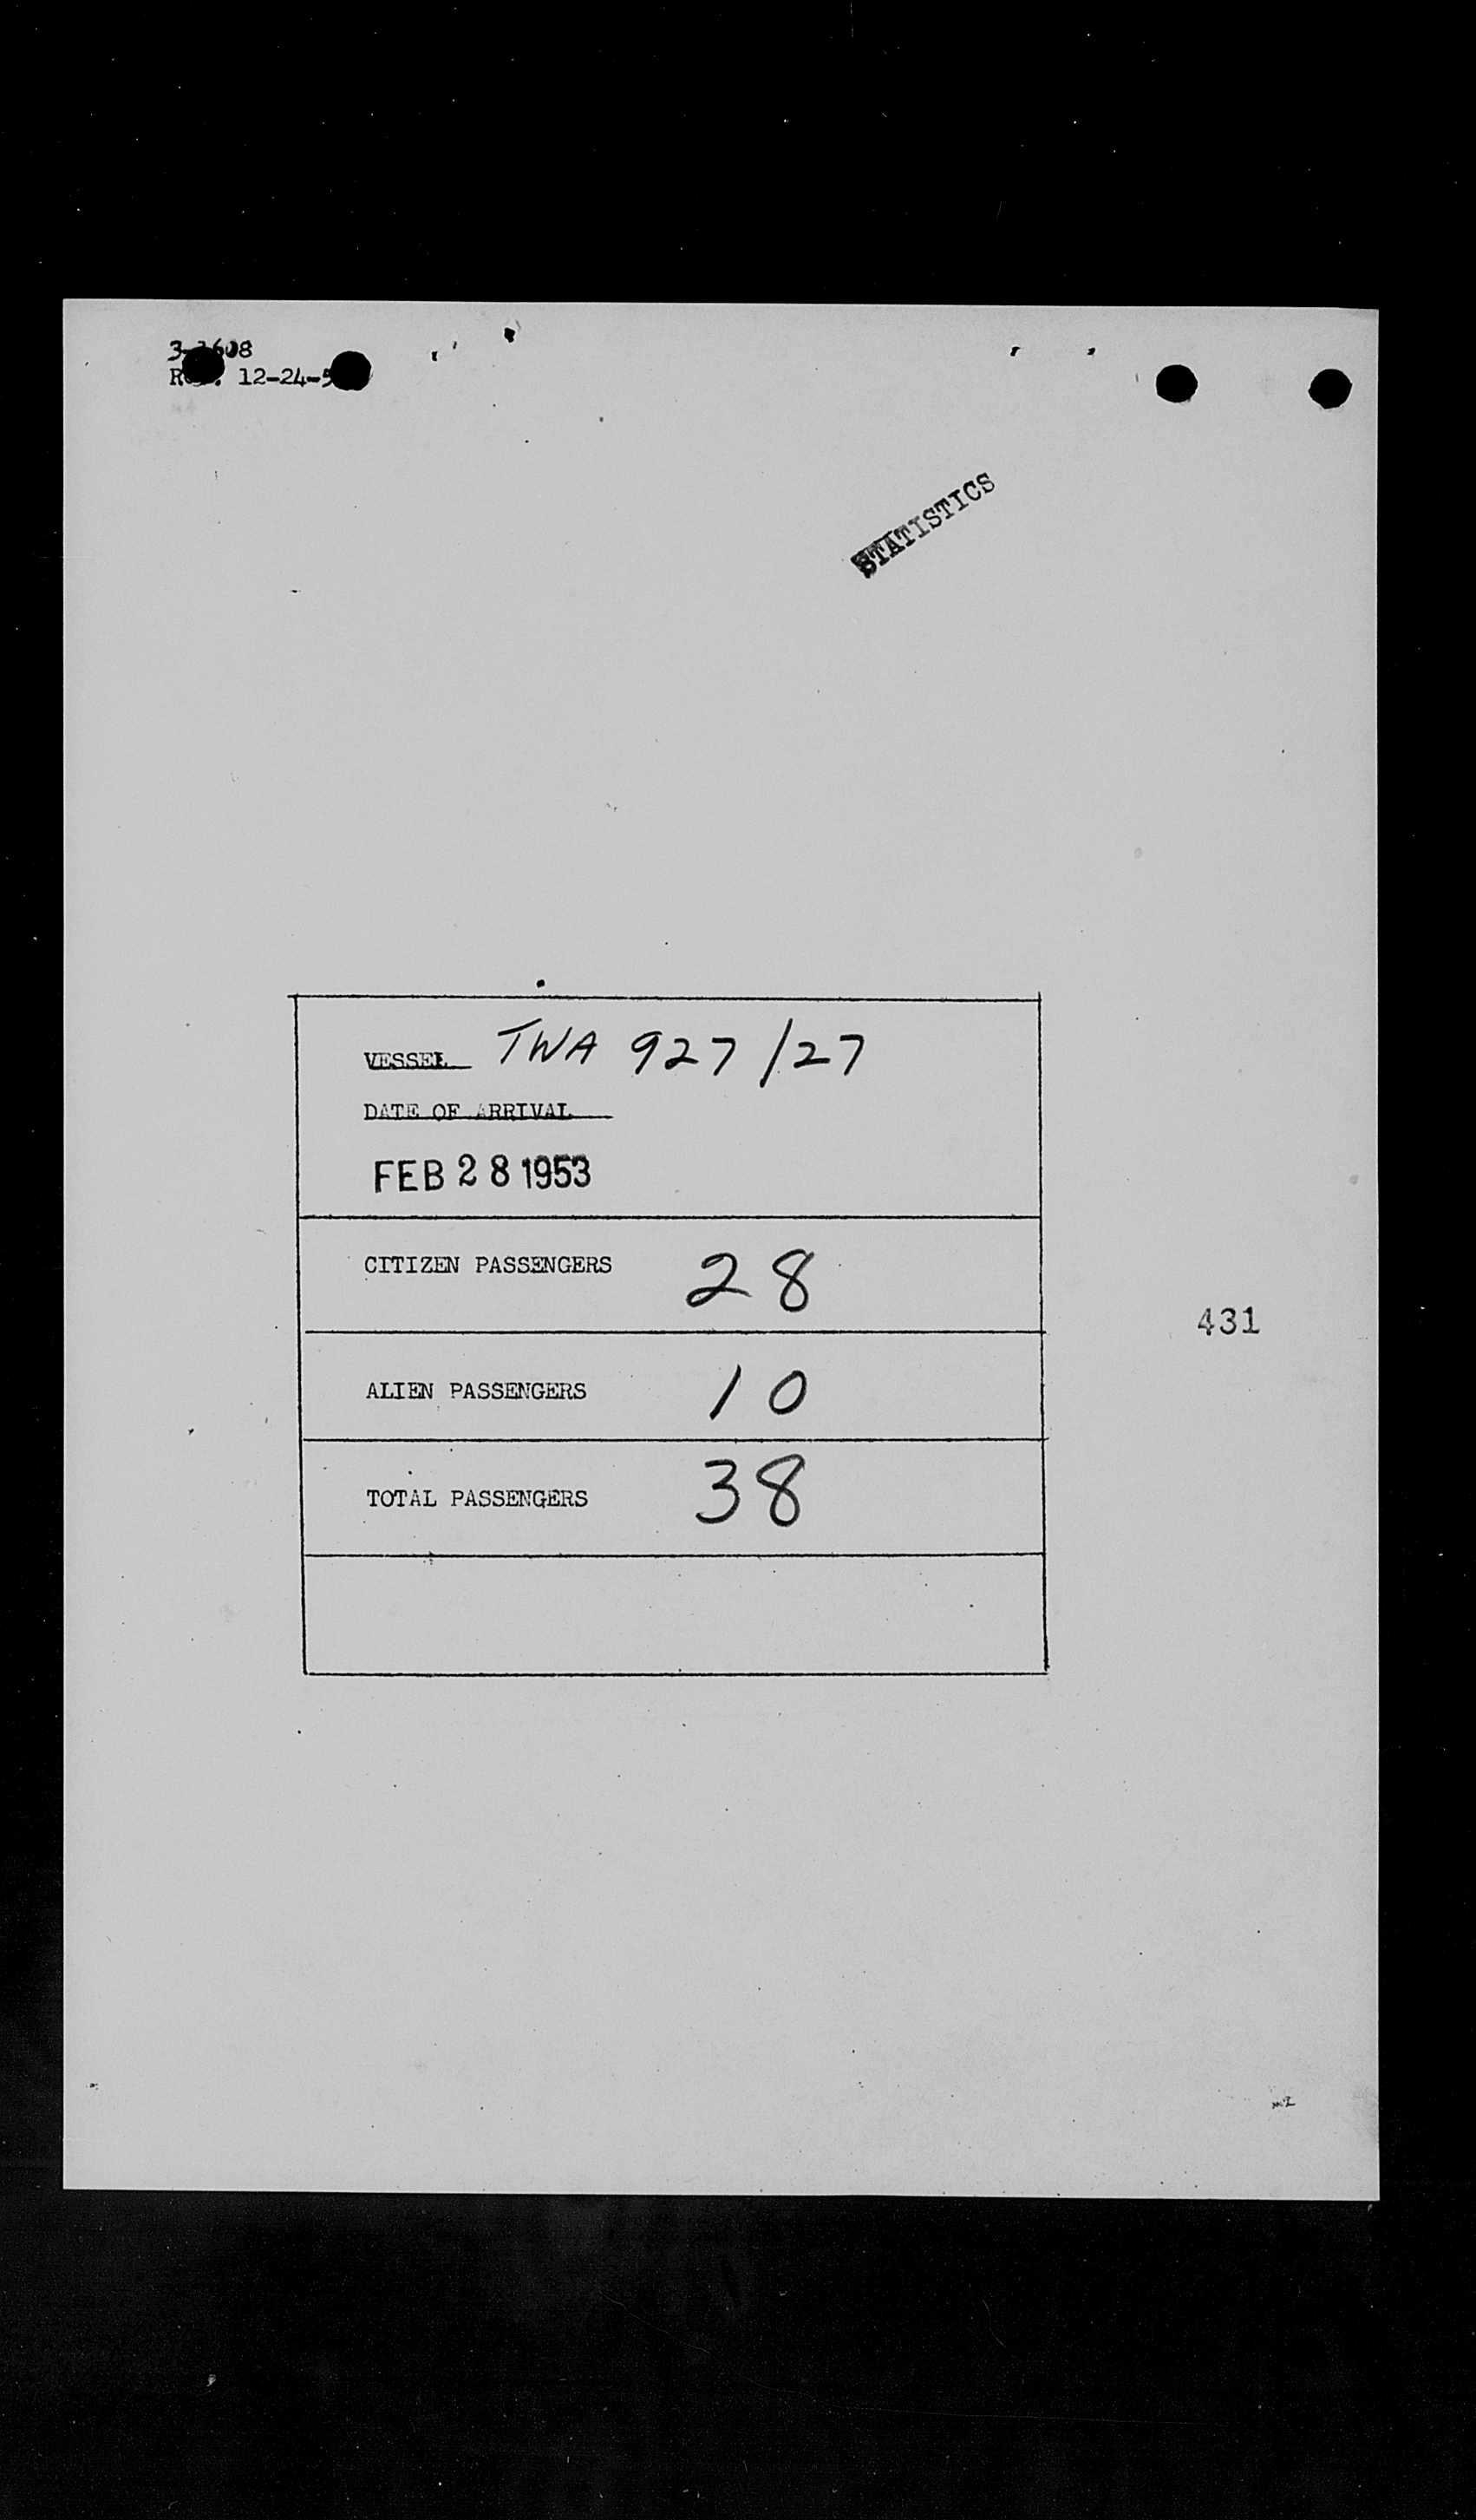 12-24-5
STATISTICS
VESSEL TWA 927/27
DATE OF ARRIVAL
FEB 28 1953
CITIZEN PASSENGERS 28
431
ALIEN PASSENGERS 10
TOTAL PASSENGERS 38